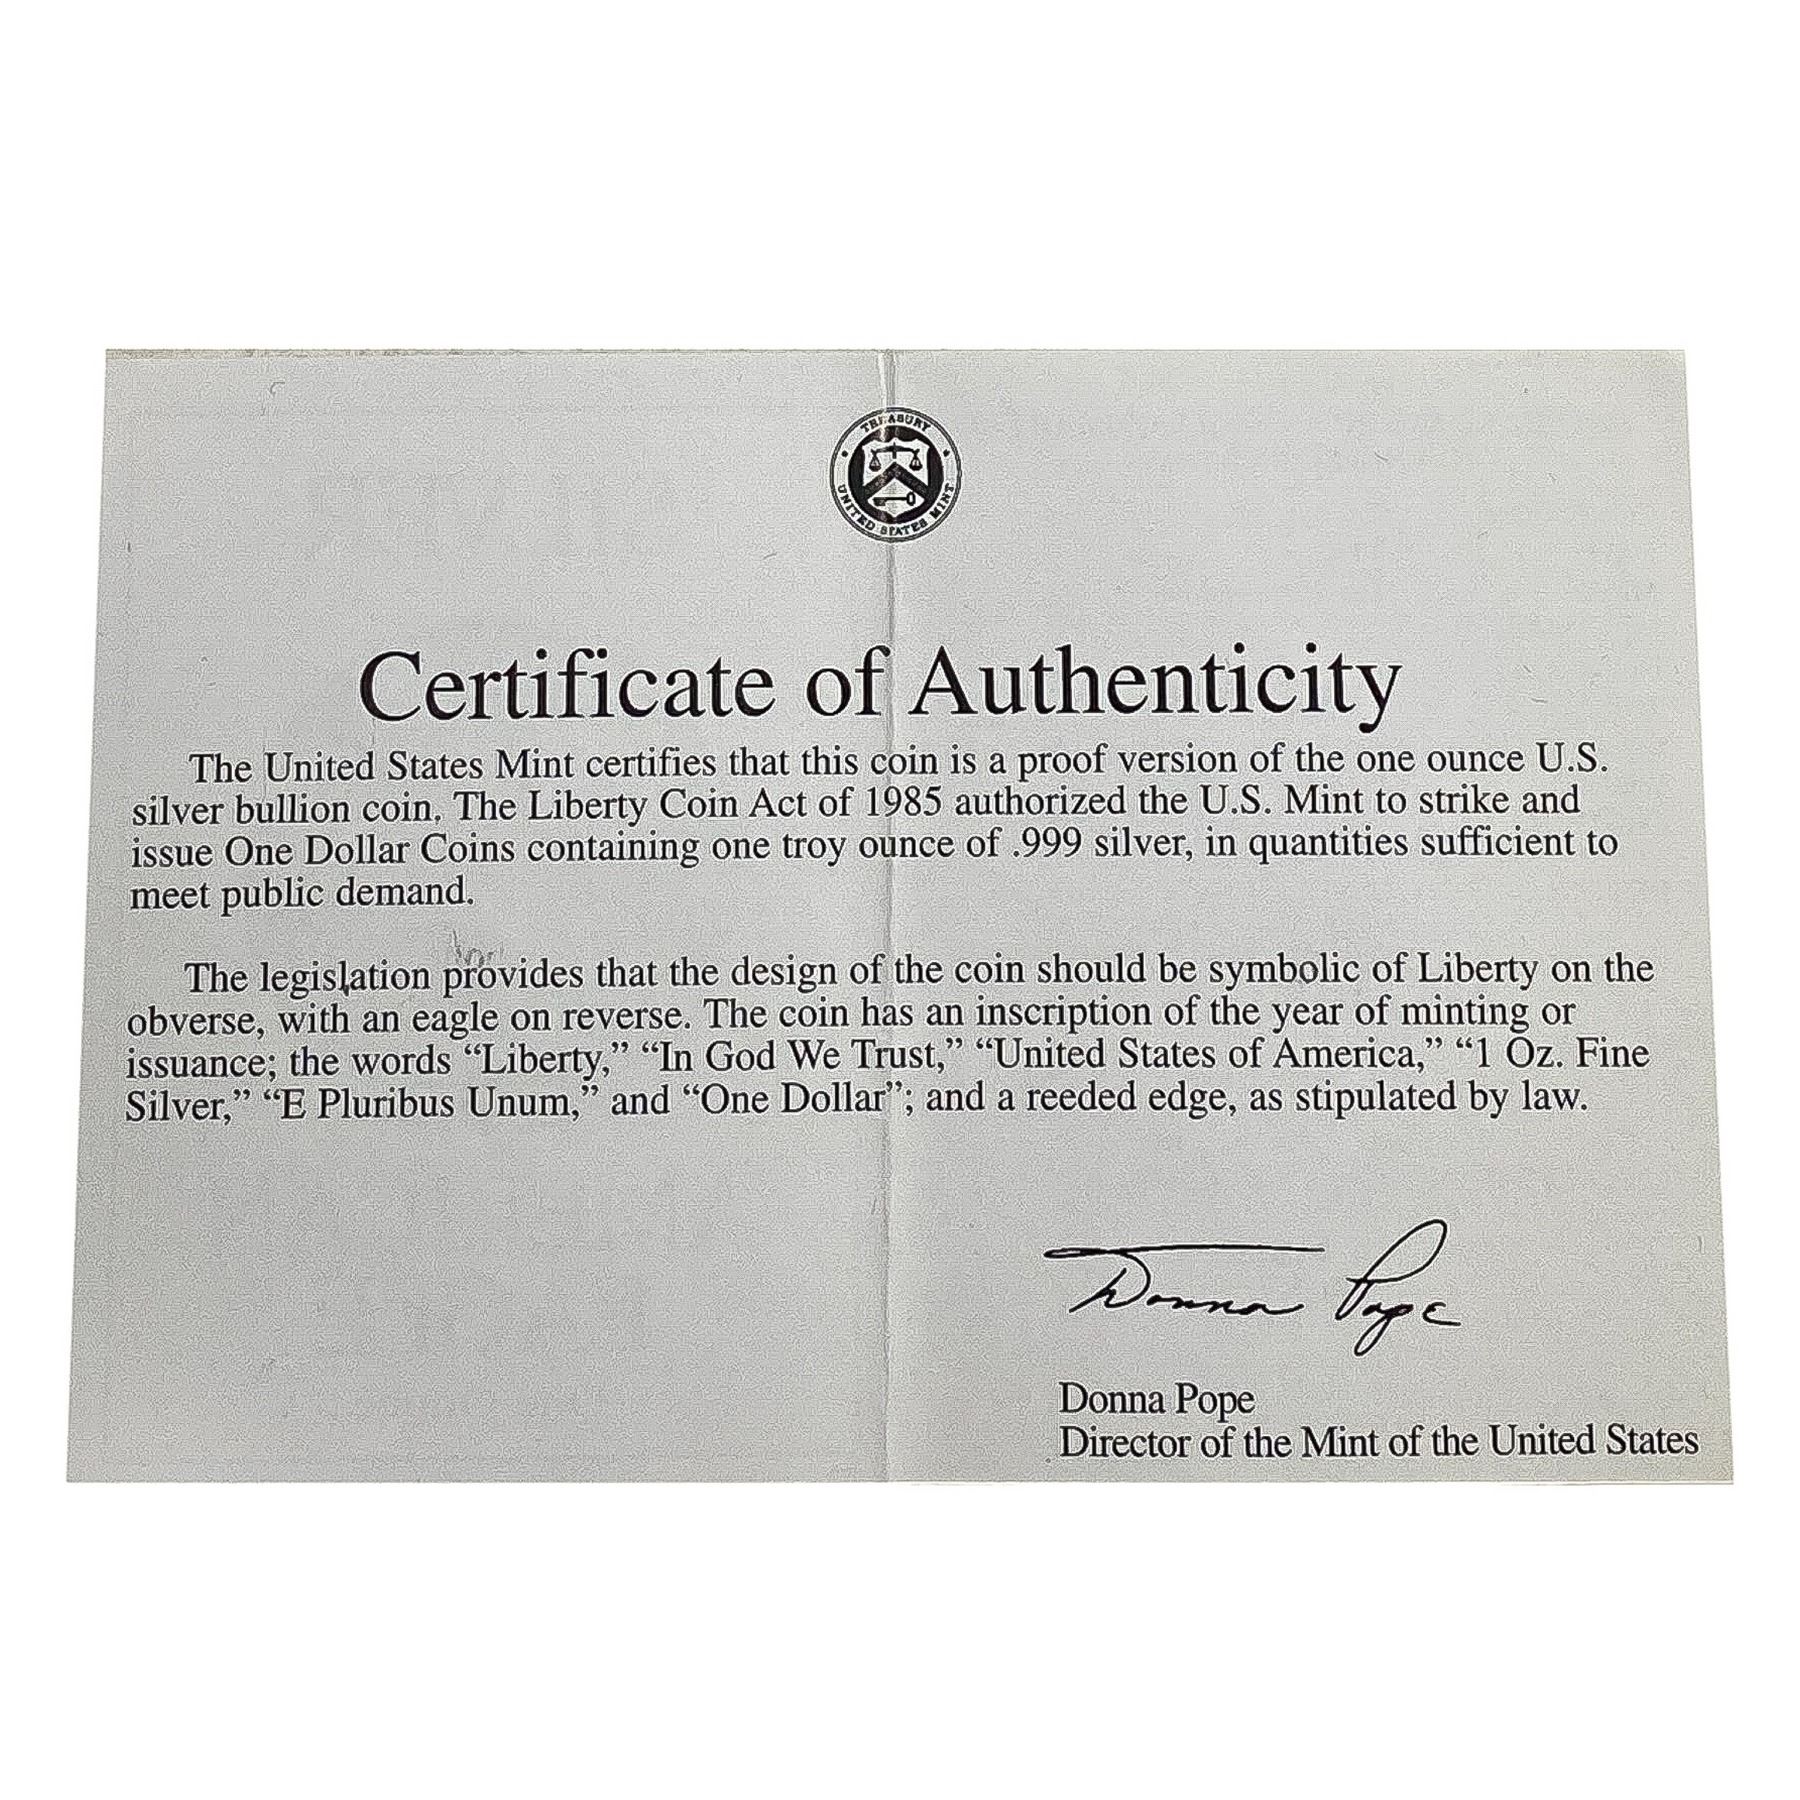 TREASURY
UNITED STATES MINT
Certificate of Authenticity
The United States Mint certifies that this coin is a proof version of the one ounce U.S.
silver bullion coin, The Liberty Coin Act of 1985 authorized the U.S. Mint to strike and
issue One Dollar Coins containing one troy ounce of .999 silver, in quantities sufficient to
meet public demand.
The legislation provides that the design of the coin should be symbolic of Liberty on the
obverse, with an eagle on reverse. The coin has an inscription of the year of minting or
issuance; the words “Liberty,” “In God We Trust,” “United States of America,” “1 Oz. Fine
Silver,” “E Pluribus Unum,” and “One Dollar”; and a reeded edge, as stipulated by law.
Donna Pope
Donna Pope
Director of the Mint of the United States